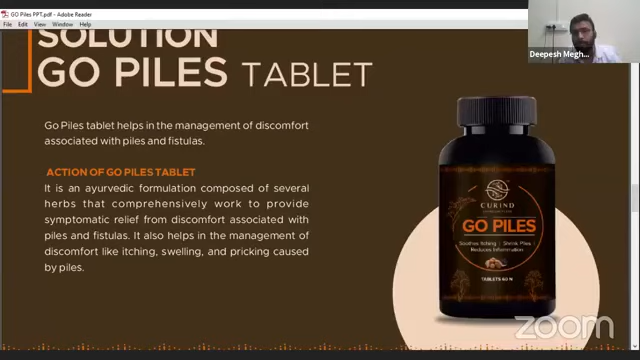 GO Piles PPT.pdf - Adobe Reader
File Edit View Window Help
SOLUTION
GO PILES TABLET
Go Piles tablet helps in the management of discomfort
associated with piles and fistulas.
ACTION OF GO PILES TABLET
It is an ayurvedic formulation composed of several
herbs that comprehensively work to provide
symptomatic relief from discomfort associated with
piles and fistulas. It also helps in the management of
discomfort like itching, swelling, and pricking caused
by piles.
CURIND
GO PILES
Soothes Itching | Shrink Piles |
Reduces Inflammation
TABLETS 60 N
Deepesh Megh...
zoom